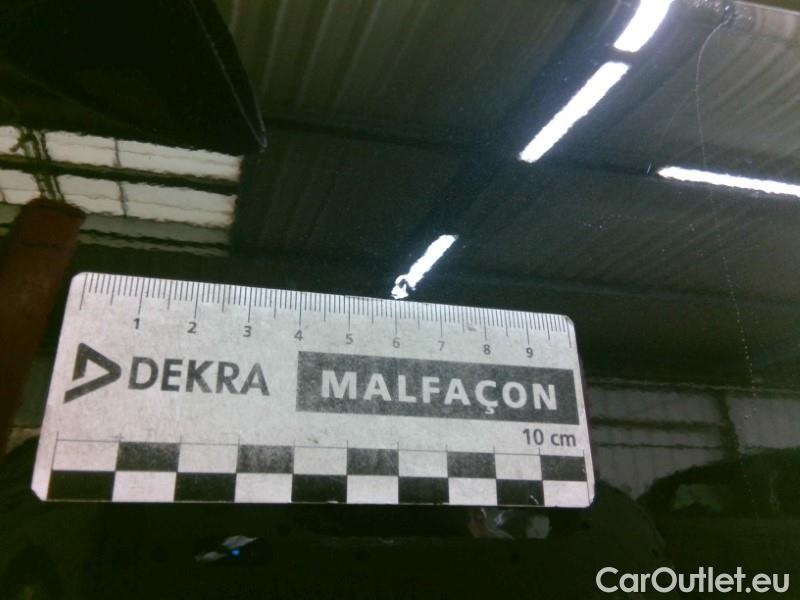 1 2 3 4 5 6 7 8 9
DEKRA MALFAÇON
10 cm
CarOutlet.eu